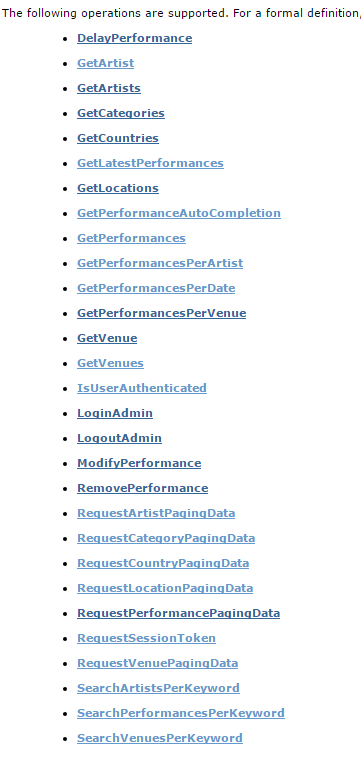 The following operations are supported. For a formal definition,
DelayPerformance
GetArtist
GetArtists
GetCategories
GetCountries
GetLatestPerformances
GetLocations
GetPerformanceAutoCompletion
GetPerformances
GetPerformancesPerArtist
GetPerformancesPerDate
GetPerformancesPerVenue
GetVenue
GetVenues
IsUserAuthenticated
LoginAdmin
LogoutAdmin
ModifyPerformance
RemovePerformance
RequestArtistPagingData
RequestCategoryPagingData
RequestCountryPagingData
RequestLocationPagingData
RequestPerformancePagingData
RequestSessionToken
RequestVenuePagingData
SearchArtistsPerKeyword
SearchPerformancesPerKeyword
SearchVenuesPerKeyword